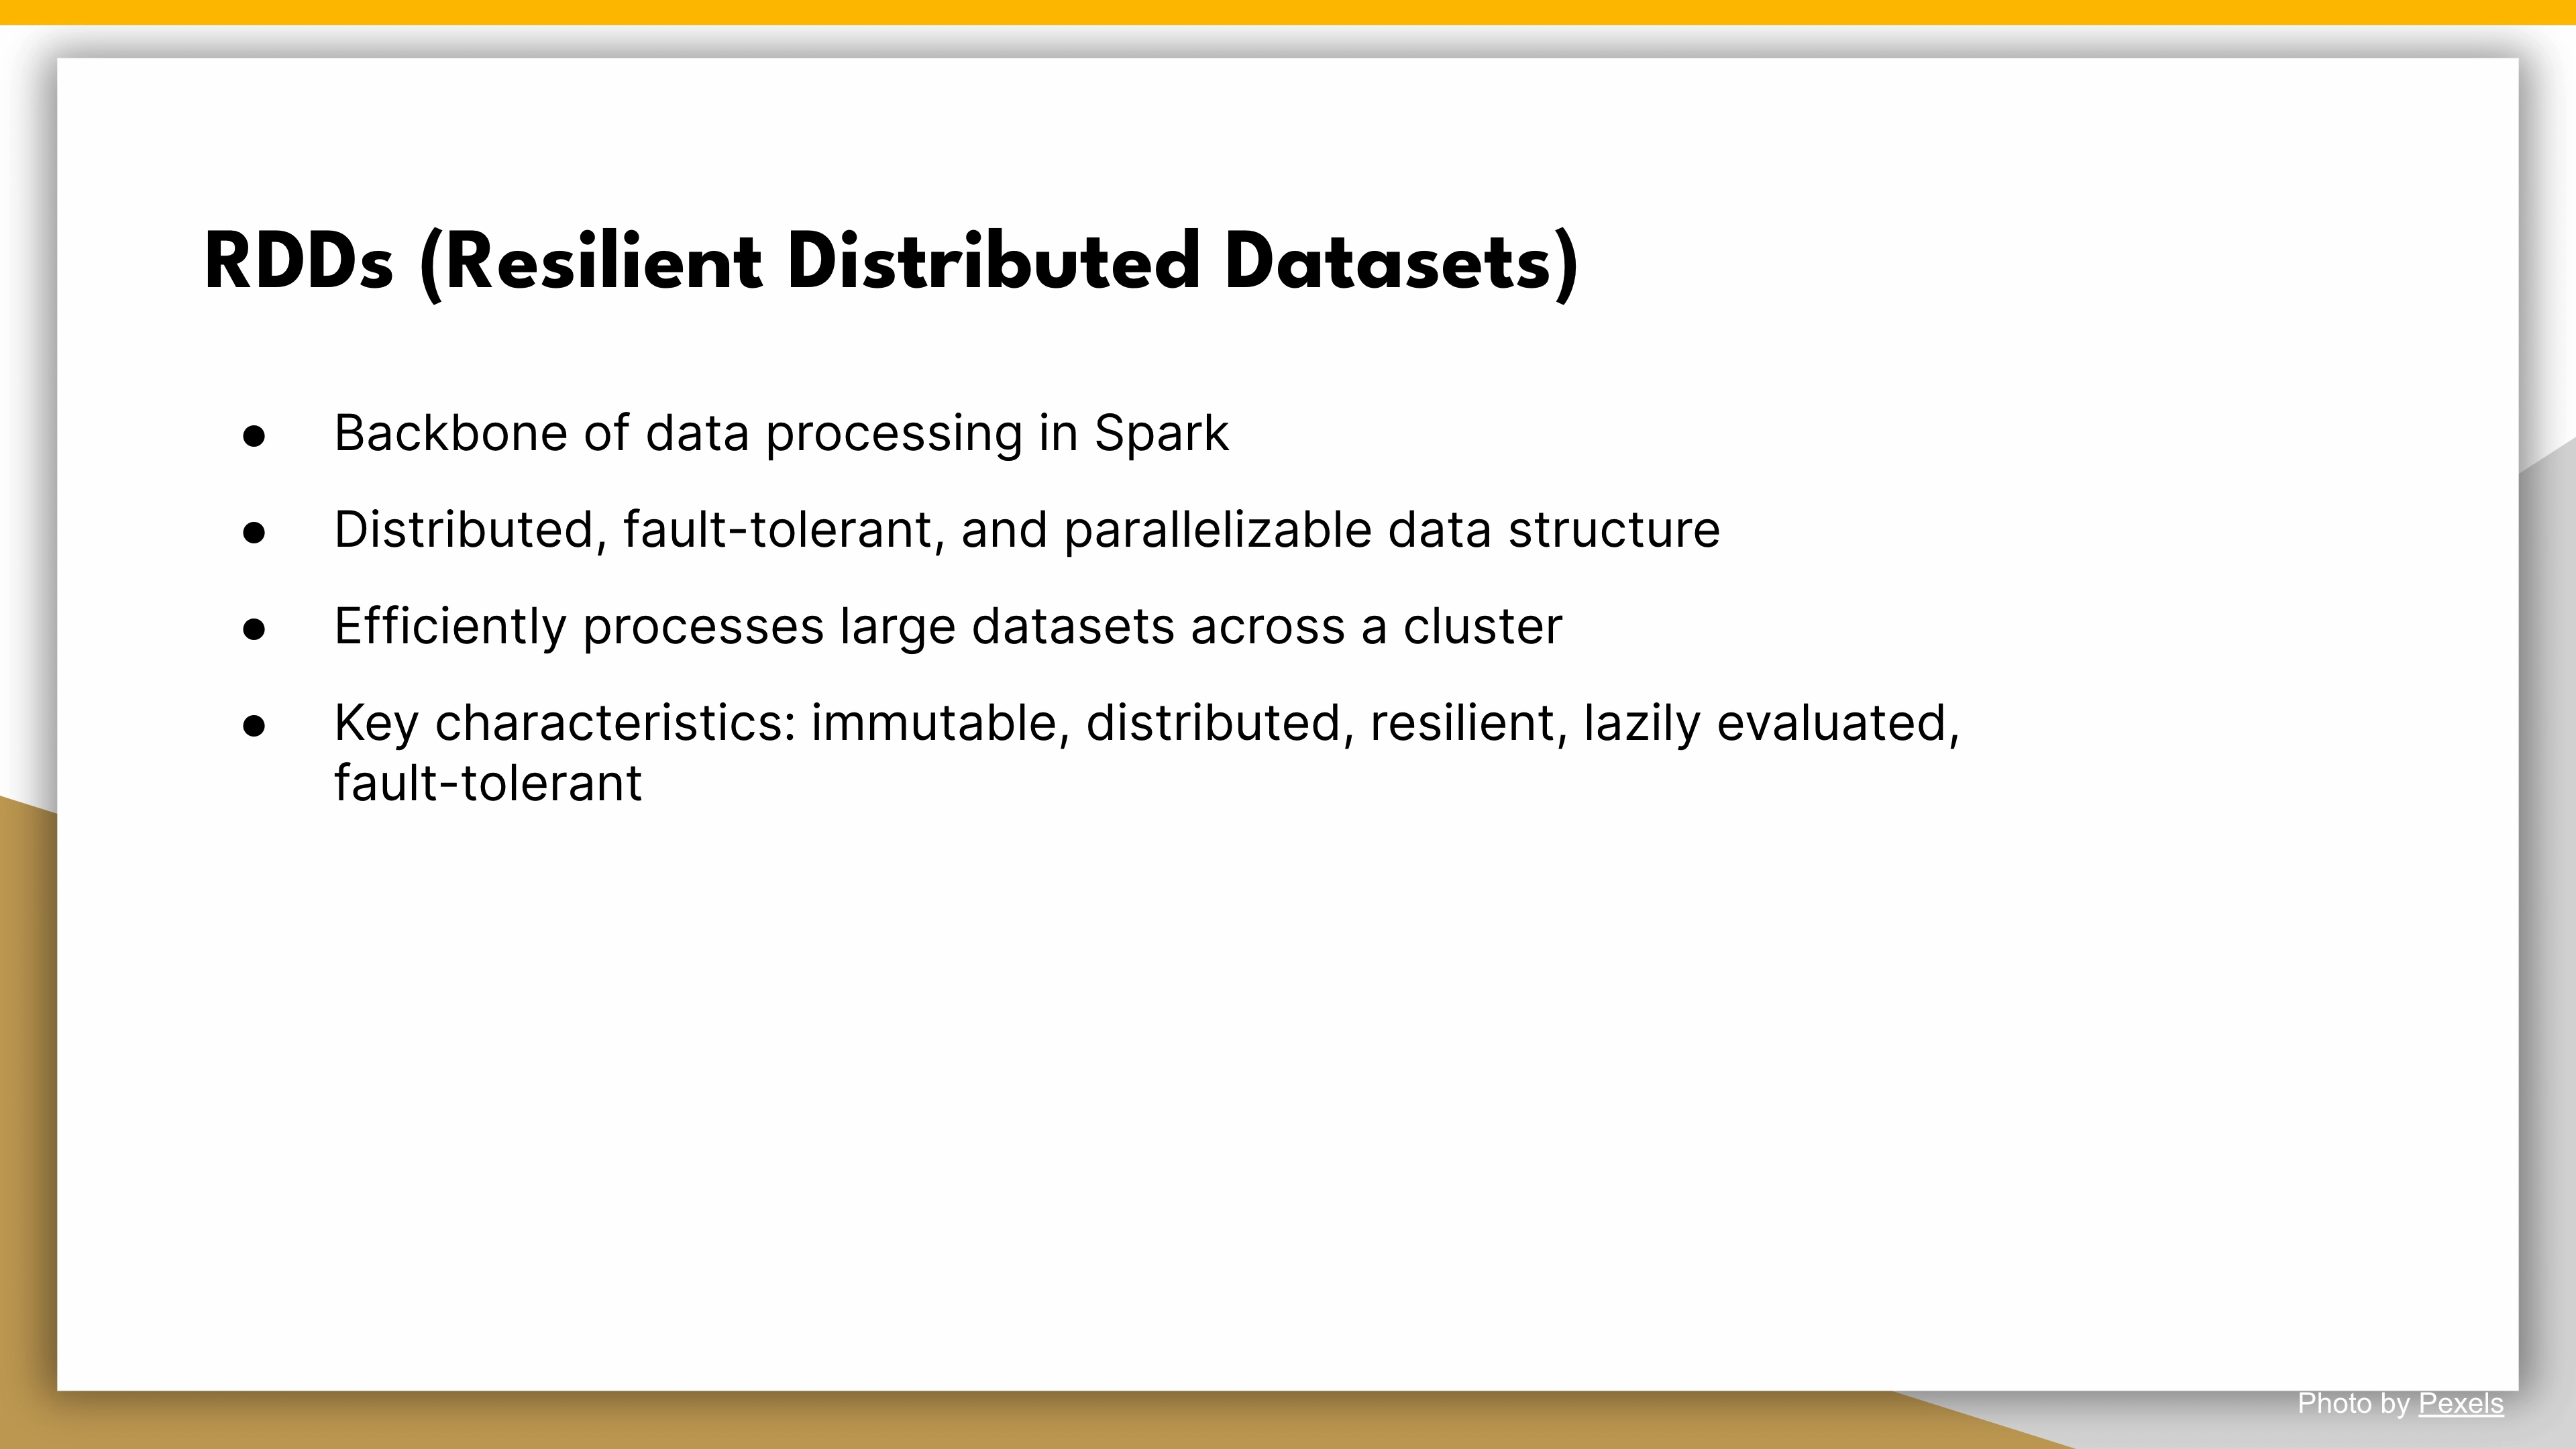 RDDs (Resilient Distributed Datasets)
● Backbone of data processing in Spark
● Distributed, fault-tolerant, and parallelizable data structure
● Efficiently processes large datasets across a cluster
● Key characteristics: immutable, distributed, resilient, lazily evaluated,
fault-tolerant
Photo by Pexels